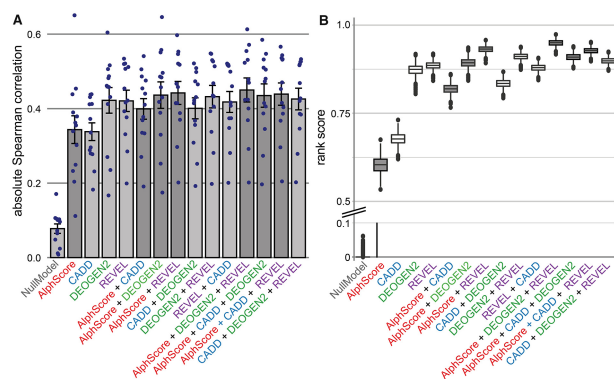 A
absolute Spearman correlation
0.6
0.4
0.2
0.0
NullModel
AlphScore
CADD
DEOGEN2
REVEL
AlphScore + CADD
AlphScore + DEOGEN2
AlphScore + REVEL
CADD + DEOGEN2
DEOGEN2 + REVEL
REVEL + CADD
AlphScore + DEOGEN2 + REVEL
AlphScore + CADD + DEOGEN2
AlphScore + CADD + REVEL
CADD + DEOGEN2 + REVEL
B
rank score
1.0
0.75
0.5
0
NullModel
AlphScore
CADD
DEOGEN2
REVEL
AlphScore + CADD
AlphScore + DEOGEN2
AlphScore + REVEL
CADD + DEOGEN2
DEOGEN2 + REVEL
REVEL + CADD
AlphScore + DEOGEN2 + REVEL
AlphScore + CADD + DEOGEN2
AlphScore + CADD + REVEL
CADD + DEOGEN2 + REVEL